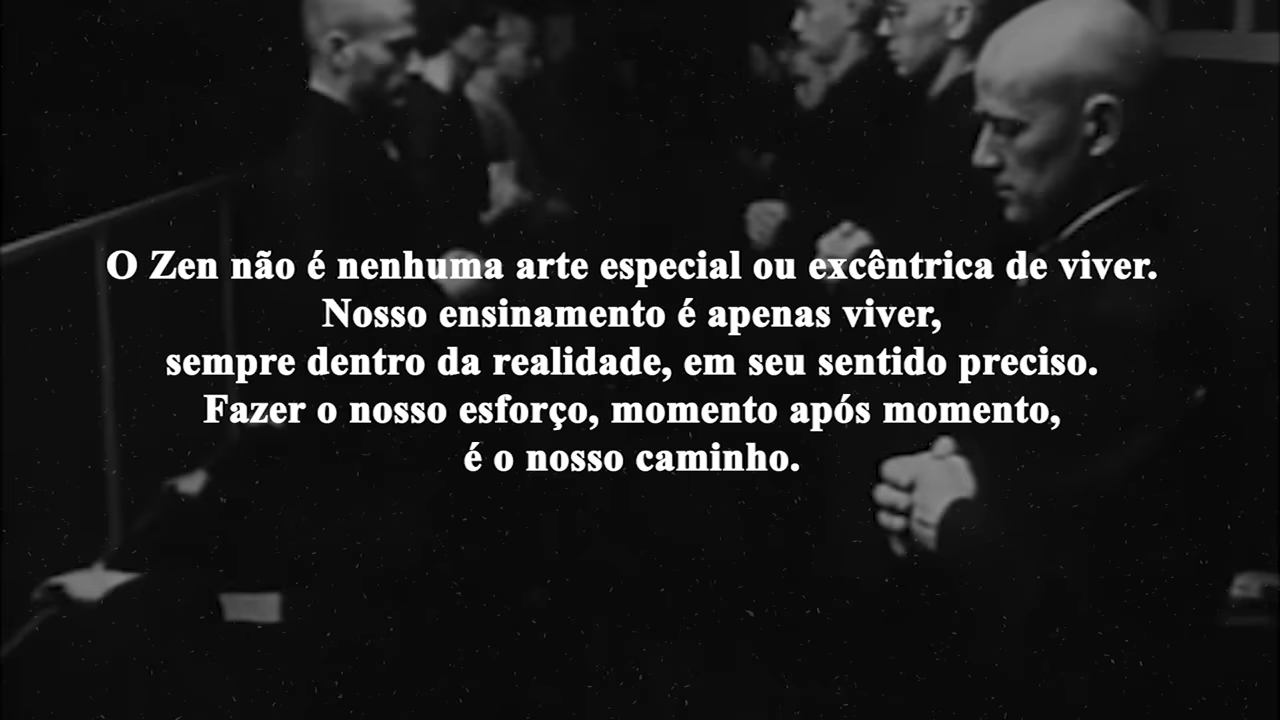 O Zen não é nenhuma arte especial ou excêntrica de viver.
Nosso ensinamento é apenas viver,
sempre dentro da realidade, em seu sentido preciso.
Fazer o nosso esforço, momento após momento,
é o nosso caminho.